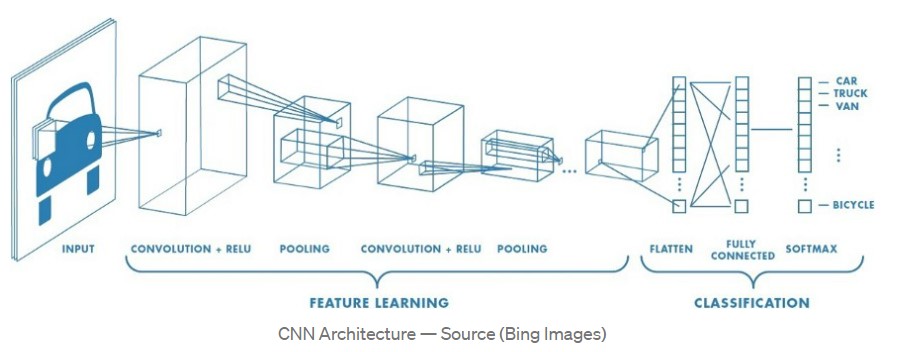 CAR
TRUCK
VAN
BICYCLE
INPUT
CONVOLUTION + RELU
POOLING
CONVOLUTION + RELU
POOLING
FLATTEN
FULLY
CONNECTED
SOFTMAX
FEATURE LEARNING
CLASSIFICATION
CNN Architecture — Source (Bing Images)